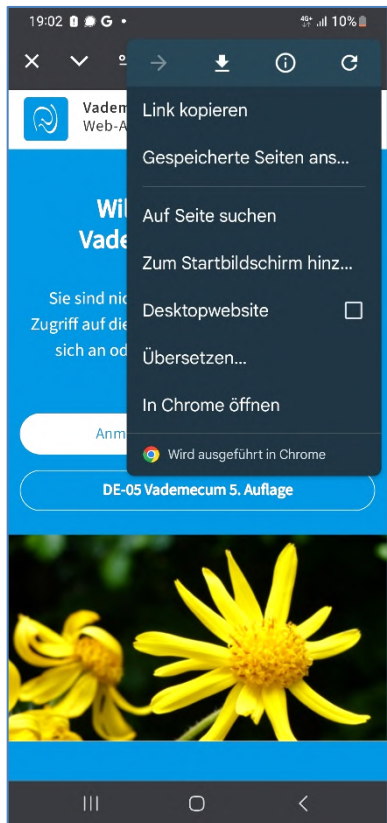 19:02 G 4G+ 10%
Vadem
Web-A
Link kopieren
Gespeicherte Seiten ans...
Auf Seite suchen
Zum Startbildschirm hinz...
Desktopwebsite
Übersetzen...
In Chrome öffnen
Wird ausgeführt in Chrome
Wil
Vade
Sie sind nic
Zugriff auf die
sich an od
Anm
DE-05 Vademecum 5. Auflage